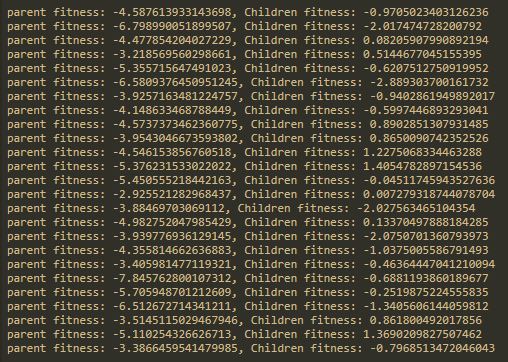 parent fitness: -4.587613933143698, Children fitness: -0.9705023403126236
parent fitness: -6.798990051899507, Children fitness: -2.017474728200792
parent fitness: -4.477854204027229, Children fitness: 0.08205907990892194
parent fitness: -3.218569560298661, Children fitness: 0.5144677045155395
parent fitness: -5.355715647491023, Children fitness: -0.6207512750919952
parent fitness: -6.5809376450951245, Children fitness: -2.889303700161732
parent fitness: -3.9257163481224757, Children fitness: -0.9402861949892017
parent fitness: -4.148633468788449, Children fitness: -0.5997446893293041
parent fitness: -4.5737373462360775, Children fitness: 0.8902851307931485
parent fitness: -3.9543046673593802, Children fitness: 0.8650090742352526
parent fitness: -4.546153856760518, Children fitness: 1.2275068334463288
parent fitness: -5.376231533022022, Children fitness: 1.4054782897154536
parent fitness: -5.450555218442163, Children fitness: -0.04511745943527636
parent fitness: -2.925521282968437, Children fitness: 0.007279318744078704
parent fitness: -3.88469703069112, Children fitness: -2.027563465104354
parent fitness: -4.982752047985429, Children fitness: 0.13370497888184285
parent fitness: -3.939776936129145, Children fitness: -2.0750701360793973
parent fitness: -4.355814662636883, Children fitness: -1.0375005586791493
parent fitness: -3.405981477119321, Children fitness: -0.46364447041210094
parent fitness: -7.845762800107312, Children fitness: -0.6881193860189677
parent fitness: -5.705948701212609, Children fitness: -0.2519875224555835
parent fitness: -6.512672714341211, Children fitness: -1.3405606144059812
parent fitness: -3.5145115029467946, Children fitness: 0.861800492017856
parent fitness: -5.110254326626713, Children fitness: 1.3690209827507462
parent fitness: -3.3866459541479985, Children fitness: -0.7968513472046043